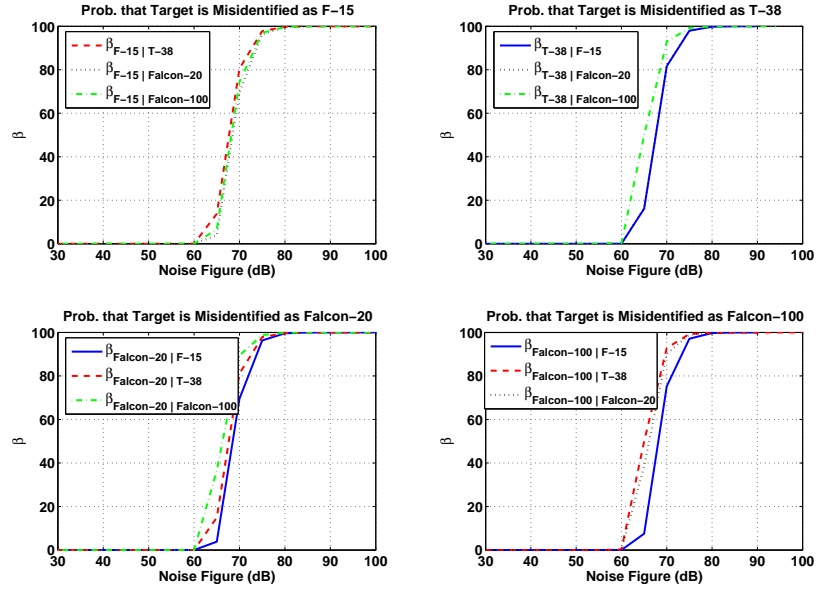 Prob. that Target is Misidentified as F−15
β
100
80
60
40
20
0
30 40 50 60 70 80 90 100
Noise Figure (dB)
βF−15 | T−38
βF−15 | Falcon−20
βF−15 | Falcon−100
Prob. that Target is Misidentified as T−38
β
100
80
60
40
20
0
30 40 50 60 70 80 90 100
Noise Figure (dB)
βT−38 | F−15
βT−38 | Falcon−20
βT−38 | Falcon−100
Prob. that Target is Misidentified as Falcon−20
β
100
80
60
40
20
0
30 40 50 60 70 80 90 100
Noise Figure (dB)
βFalcon−20 | F−15
βFalcon−20 | T−38
βFalcon−20 | Falcon−100
Prob. that Target is Misidentified as Falcon−100
β
100
80
60
40
20
0
30 40 50 60 70 80 90 100
Noise Figure (dB)
βFalcon−100 | F−15
βFalcon−100 | T−38
βFalcon−100 | Falcon−20